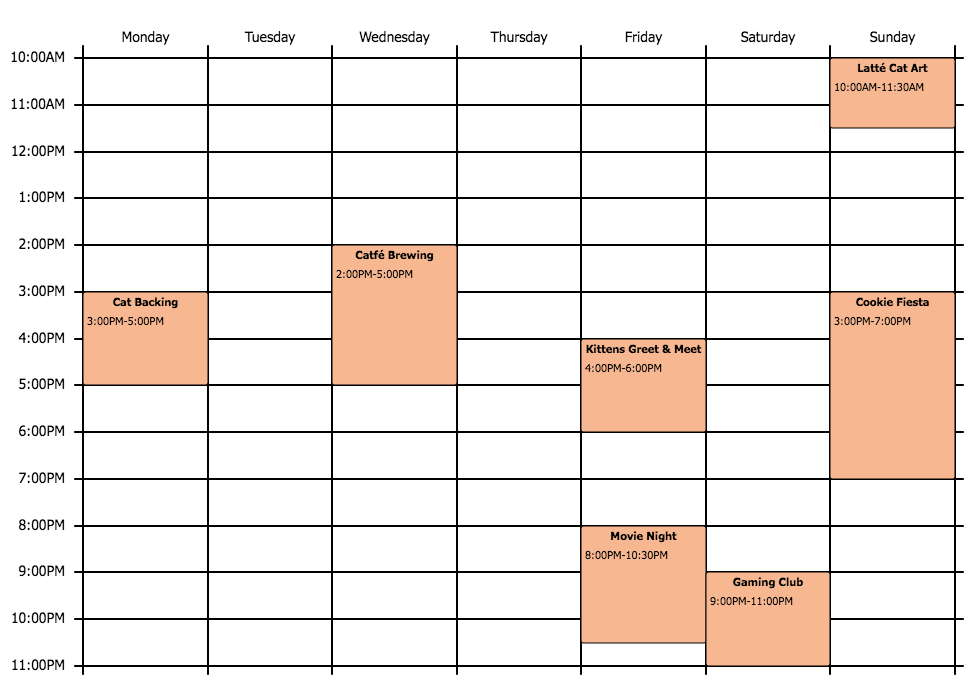 Monday Tuesday Wednesday Thursday Friday Saturday Sunday
10:00AM
Latté Cat Art
10:00AM-11:30AM
11:00AM
12:00PM
1:00PM
2:00PM
Catfé Brewing
2:00PM-5:00PM
3:00PM
Cat Backing
3:00PM-5:00PM
Cookie Fiesta
3:00PM-7:00PM
4:00PM
Kittens Greet & Meet
4:00PM-6:00PM
5:00PM
6:00PM
7:00PM
8:00PM
Movie Night
8:00PM-10:30PM
9:00PM
Gaming Club
9:00PM-11:00PM
10:00PM
11:00PM